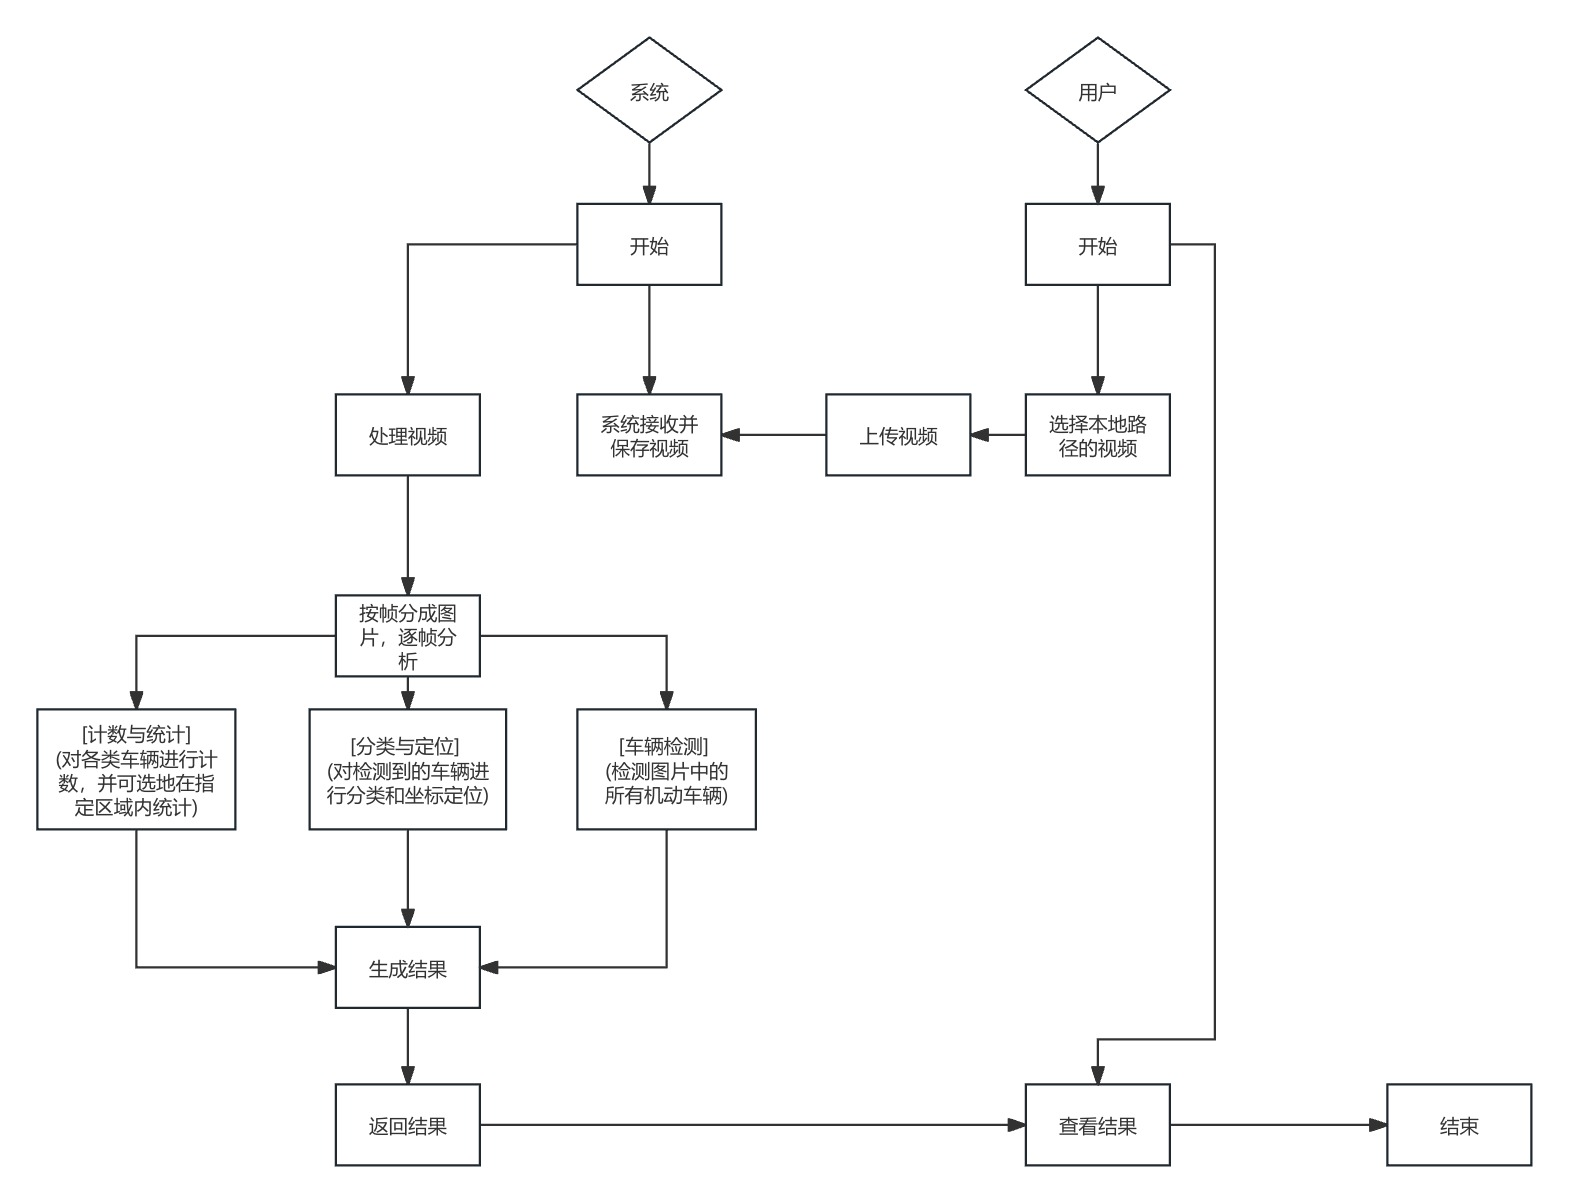 系统
用户
开始
开始
处理视频
系统接收并
保存视频
上传视频
选择本地路
径的视频
按帧分成图
片，逐帧分
析
[计数与统计]
(对各类车辆进行计
数，并可选地在指
定区域内统计)
[分类与定位]
(对检测到的车辆进
行分类和坐标定位)
[车辆检测]
(检测图片中的
所有机动车辆)
生成结果
返回结果
查看结果
结束